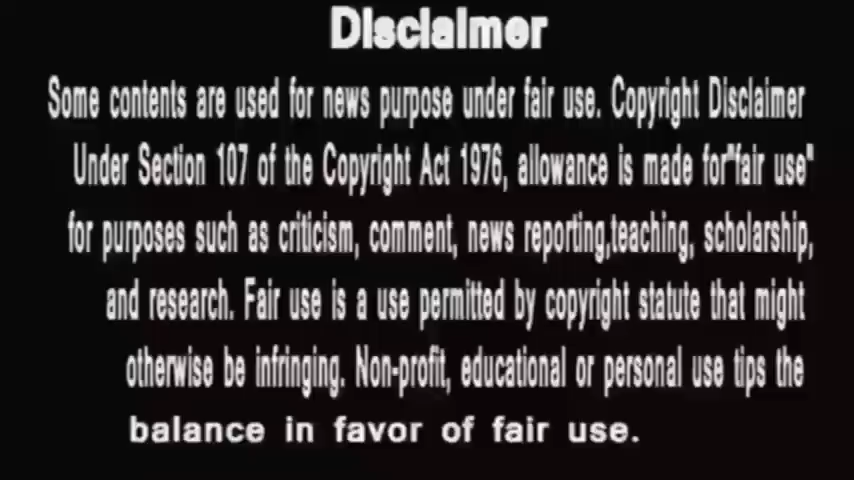 Disclaimer
Some contents are used for news purpose under fair use. Copyright Disclaimer
Under Section 107 of the Copyright Act 1976, allowance is made for"fair use"
for purposes such as criticism, comment, news reporting,teaching, scholarship,
and research. Fair use is a use permitted by copyright statute that might
otherwise be infringing. Non-profit, educational or personal use tips the
balance in favor of fair use.